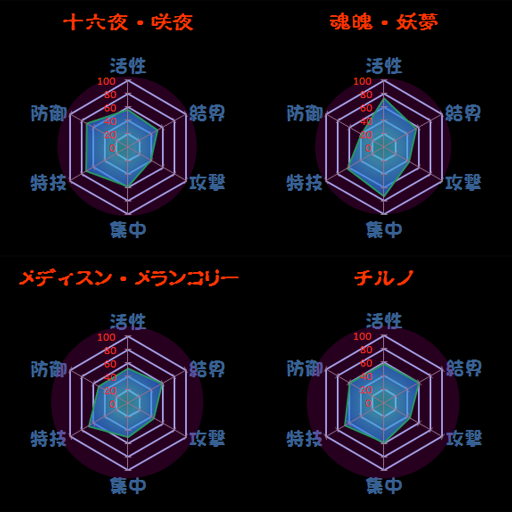 十六夜・咲夜
活性
結界
攻撃
集中
特技
防御
100
80
60
40
20
0
魂魄・妖夢
活性
結界
攻撃
集中
特技
防御
100
80
60
40
20
0
メディスン・メランコリー
活性
結界
攻撃
集中
特技
防御
100
80
60
40
20
0
チルノ
活性
結界
攻撃
集中
特技
防御
100
80
60
40
20
0